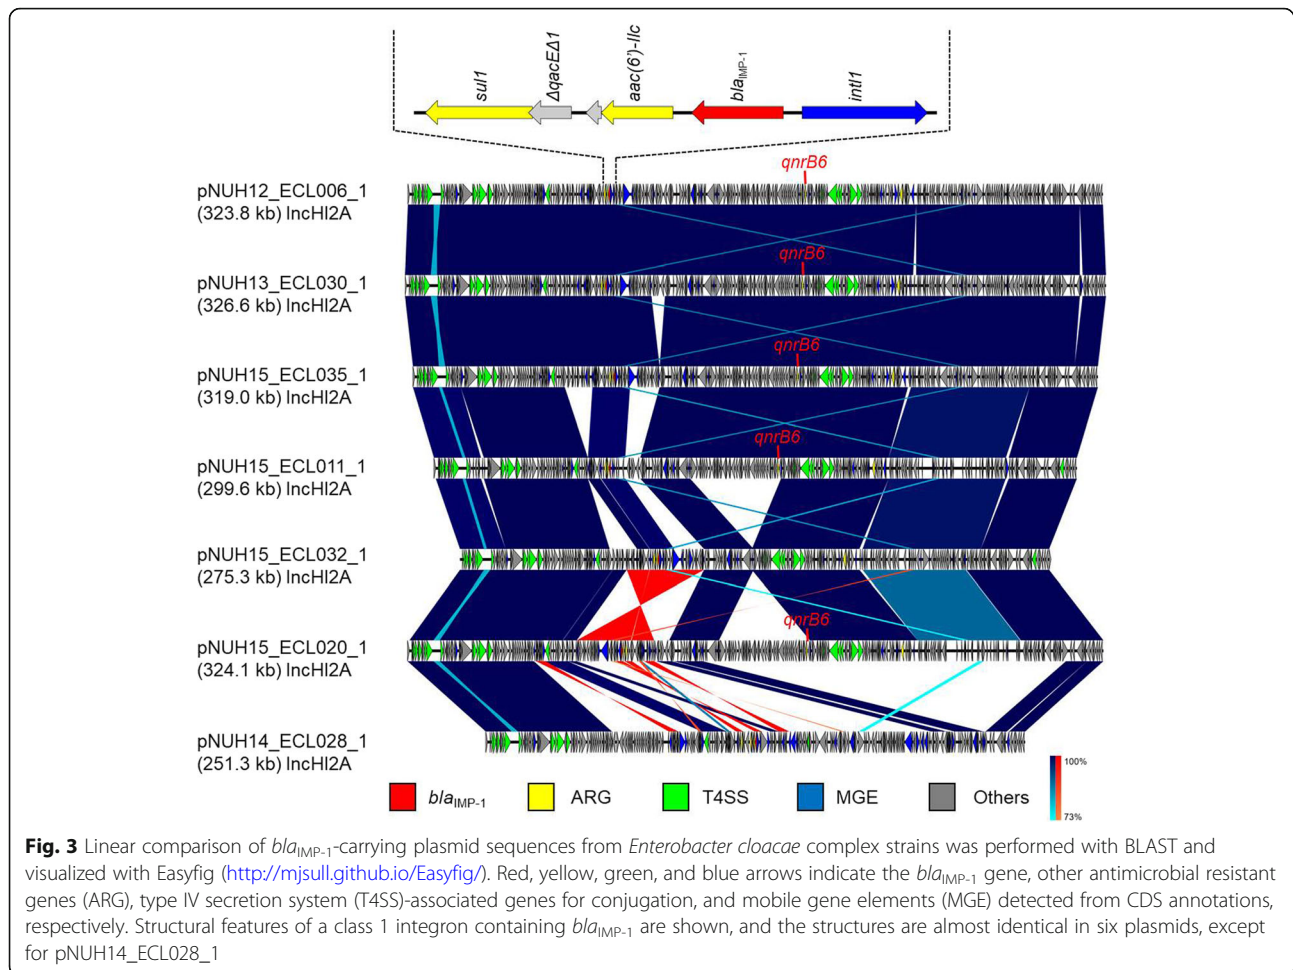 sul1
ΔqacEΔ1
aac(6')-IIc
blaIMP-1
intI1
qnrB6
pNUH12_ECL006_1
(323.8 kb) IncHI2A
qnrB6
pNUH13_ECL030_1
(326.6 kb) IncHI2A
qnrB6
pNUH15_ECL035_1
(319.0 kb) IncHI2A
qnrB6
pNUH15_ECL011_1
(299.6 kb) IncHI2A
pNUH15_ECL032_1
(275.3 kb) IncHI2A
qnrB6
pNUH15_ECL020_1
(324.1 kb) IncHI2A
pNUH14_ECL028_1
(251.3 kb) IncHI2A
100%
73%
blaIMP-1 ARG T4SS MGE Others
Fig. 3 Linear comparison of blaIMP-1-carrying plasmid sequences from Enterobacter cloacae complex strains was performed with BLAST and
visualized with Easyfig (http://mjsull.github.io/Easyfig/). Red, yellow, green, and blue arrows indicate the blaIMP-1 gene, other antimicrobial resistant
genes (ARG), type IV secretion system (T4SS)-associated genes for conjugation, and mobile gene elements (MGE) detected from CDS annotations,
respectively. Structural features of a class 1 integron containing blaIMP-1 are shown, and the structures are almost identical in six plasmids, except
for pNUH14_ECL028_1